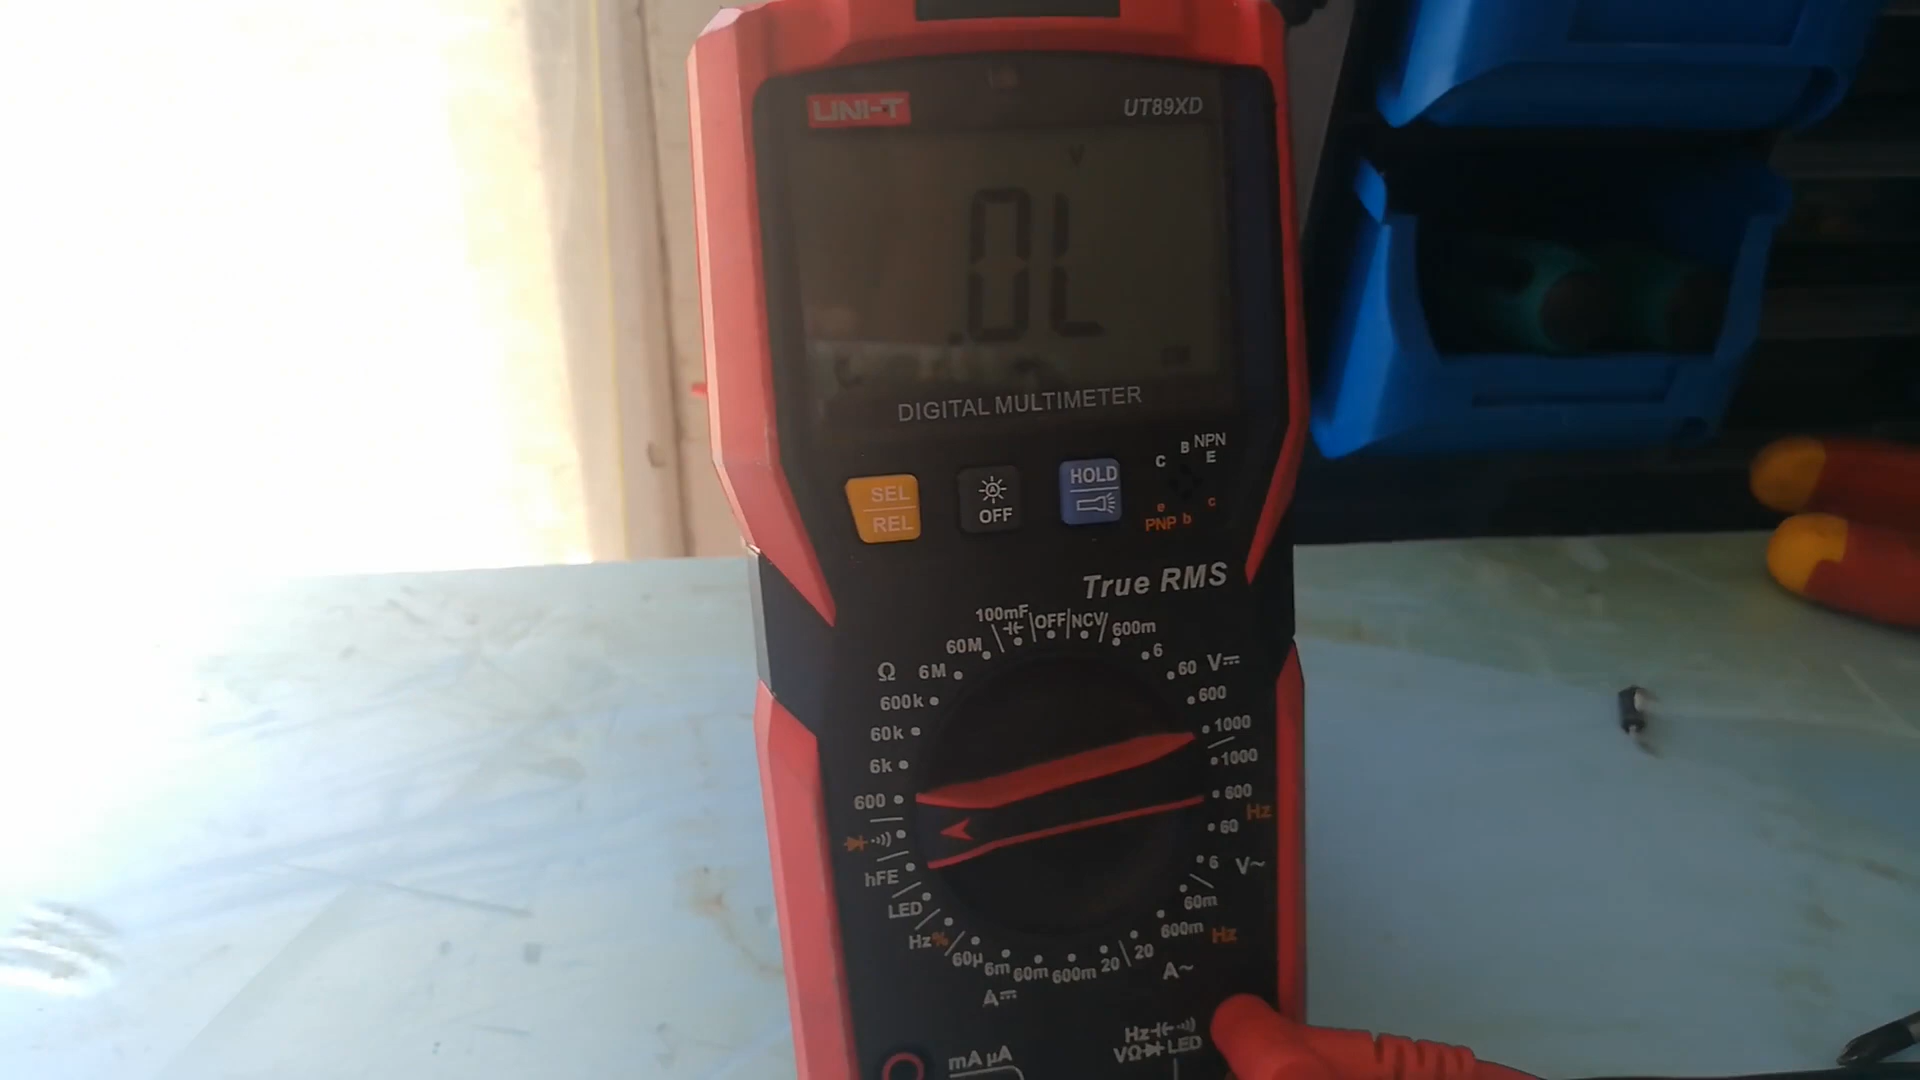 UNI-T
UT89XD
V
.0L
DIGITAL MULTIMETER
SEL
REL
OFF
HOLD
C B NPN E
e PNP b c
True RMS
100mF OFF NCV 600m
60M 6
Ω 6M 60 V
600k 600
60k 1000
6k 1000
600 600 Hz
60
hFE 6 V~
LED 60m
Hz% 600m Hz
60µ 6m 60m 600m 20 20
A A~
mA µA
Hz
VΩ LED